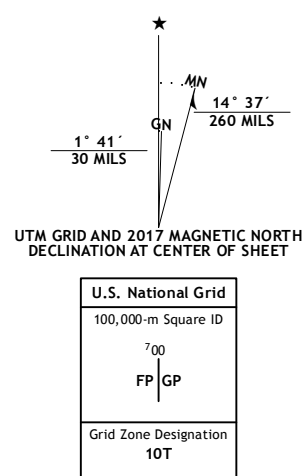 MN
GN
14° 37´
260 MILS
1° 41´
30 MILS
UTM GRID AND 2017 MAGNETIC NORTH
DECLINATION AT CENTER OF SHEET
U.S. National Grid
100,000-m Square ID
700
FP GP
Grid Zone Designation
10T